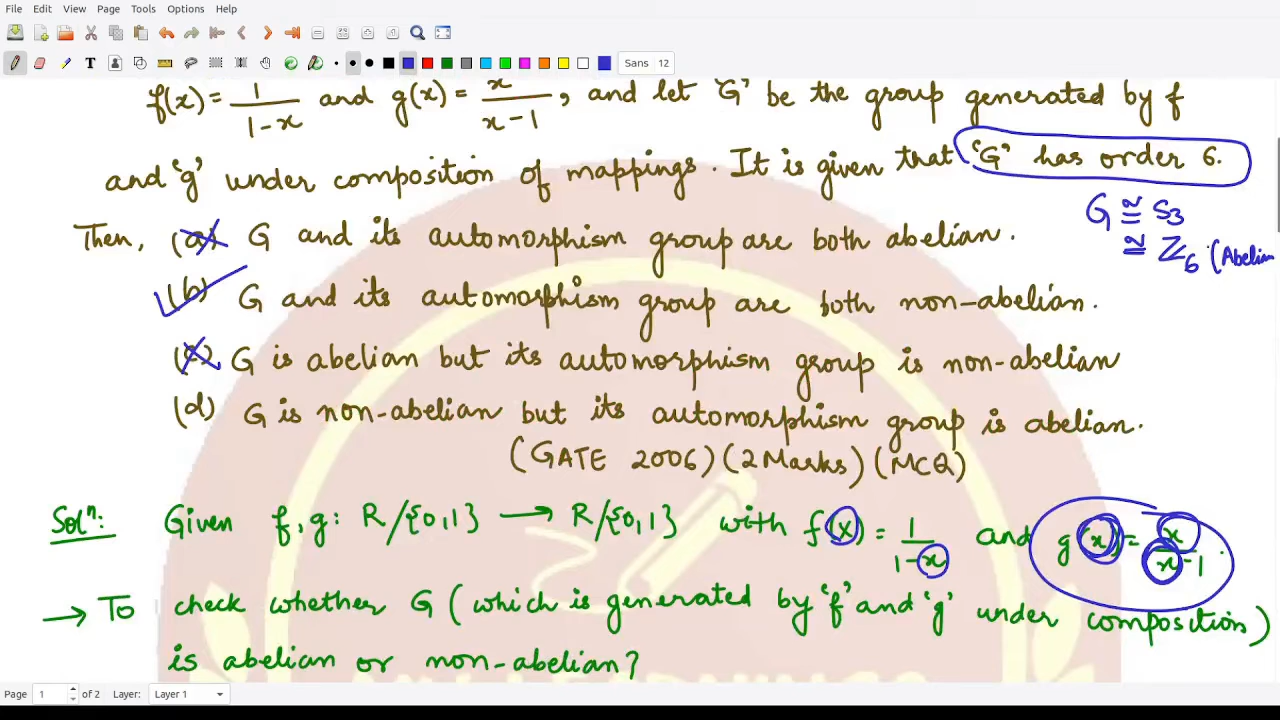 File Edit View Page Tools Options Help
Sans 12
f(x) = 1/(1-x) and g(x) = x/(x-1), and let 'G' be the group generated by f
and 'g' under composition of mappings. It is given that 'G' has order 6.
G ≅ S3
Then, (a) G and its automorphism group are both abelian.
≅ Z6 (Abelian
(b) G and its automorphism group are both non-abelian.
(c) G is abelian but its automorphism group is non-abelian
(d) G is non-abelian but its automorphism group is abelian.
(GATE 2006) (2 Marks) (MCQ)
Solⁿ: Given f,g: R/{0,1} → R/{0,1} with f(x) = 1/(1-x) and g(x) = x/(x-1).
→ To check whether G (which is generated by 'f' and 'g' under composition)
is abelian or non-abelian?
Page 1 of 2 Layer: Layer 1